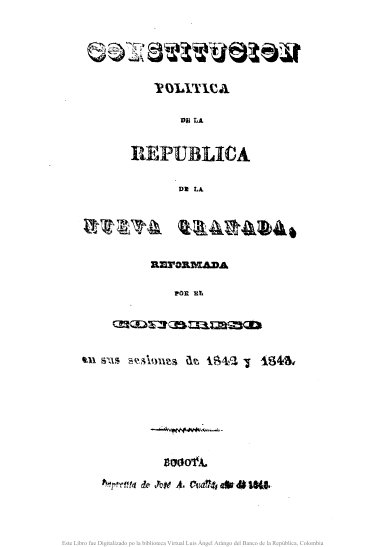 CONSTITUCION
POLITICA
DE LA
REPUBLICA
DE LA
NUEVA GRANADA,
REFORMADA
POR EL
CONGRESO
en sus sesiones de 1842 y 1843.
BOGOTA.
Imprenta de José A. Cualla, año de 1843.
Este Libro fue Digitalizado po la biblioteca Virtual Luis Ángel Arango del Banco de la República, Colombia